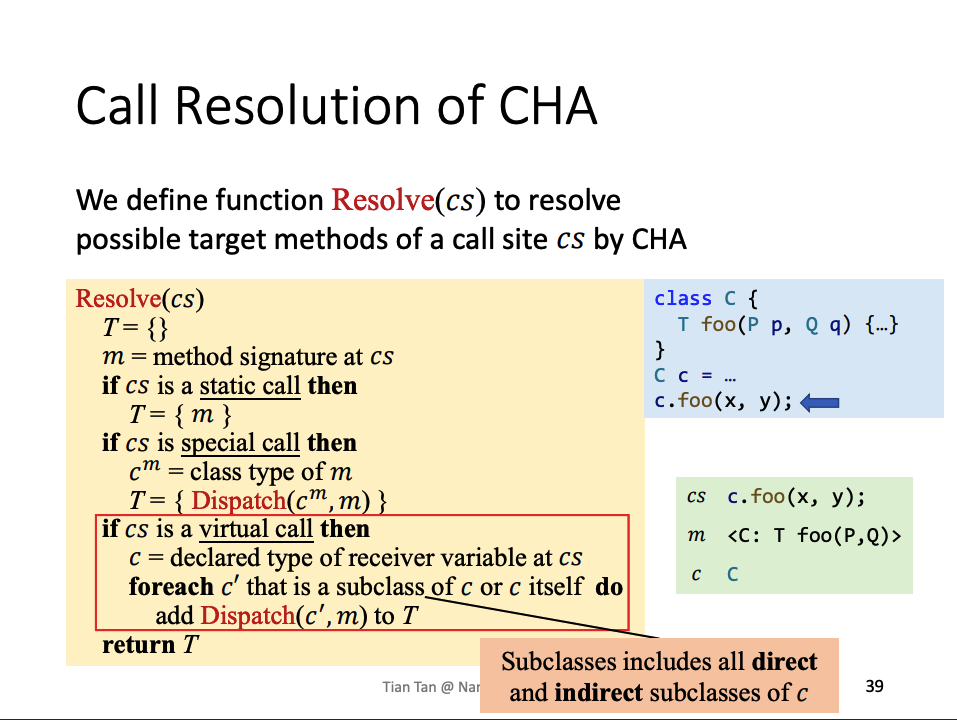 Call Resolution of CHA
We define function Resolve(cs) to resolve
possible target methods of a call site cs by CHA
Resolve(cs)
T = {}
m = method signature at cs
if cs is a static call then
T = { m }
if cs is special call then
cᵐ = class type of m
T = { Dispatch(cᵐ, m) }
if cs is a virtual call then
c = declared type of receiver variable at cs
foreach c′ that is a subclass of c or c itself do
add Dispatch(c′, m) to T
return T
class C {
T foo(P p, Q q) {…}
}
C c = …
c.foo(x, y);
cs c.foo(x, y);
m <C: T foo(P,Q)>
c C
Subclasses includes all direct
and indirect subclasses of c
Tian Tan @
39